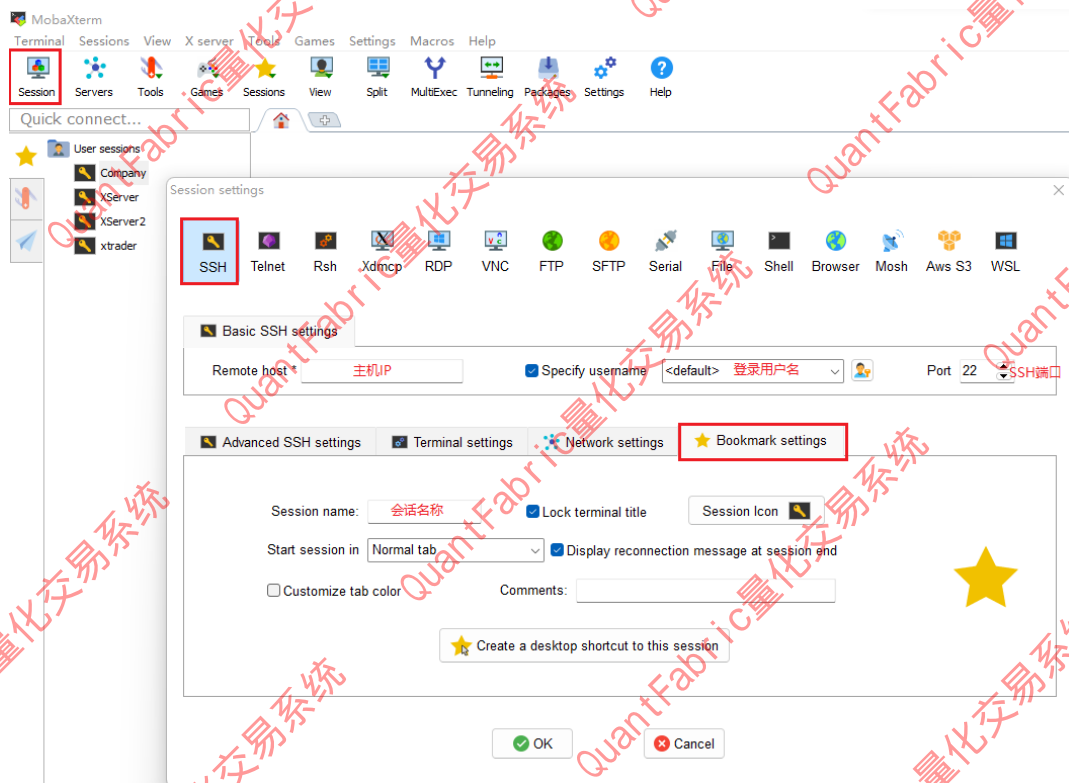 MobaXterm
Terminal Sessions View X server Tools Games Settings Macros Help
Session Servers Tools Games Sessions View Split MultiExec Tunneling Packages Settings Help
Quick connect...
User sessions
Company
XServer
XServer2
xtrader
Session settings
SSH Telnet Rsh Xdmcp RDP VNC FTP SFTP Serial File Shell Browser Mosh Aws S3 WSL
Basic SSH settings
Remote host * 主机IP Specify username <default> 登录用户名 Port 22 SSH端口
Advanced SSH settings Terminal settings Network settings Bookmark settings
Session name: 会话名称 Lock terminal title Session Icon
Start session in Normal tab Display reconnection message at session end
Customize tab color Comments:
Create a desktop shortcut to this session
OK Cancel
QuantFabric量化交易系统